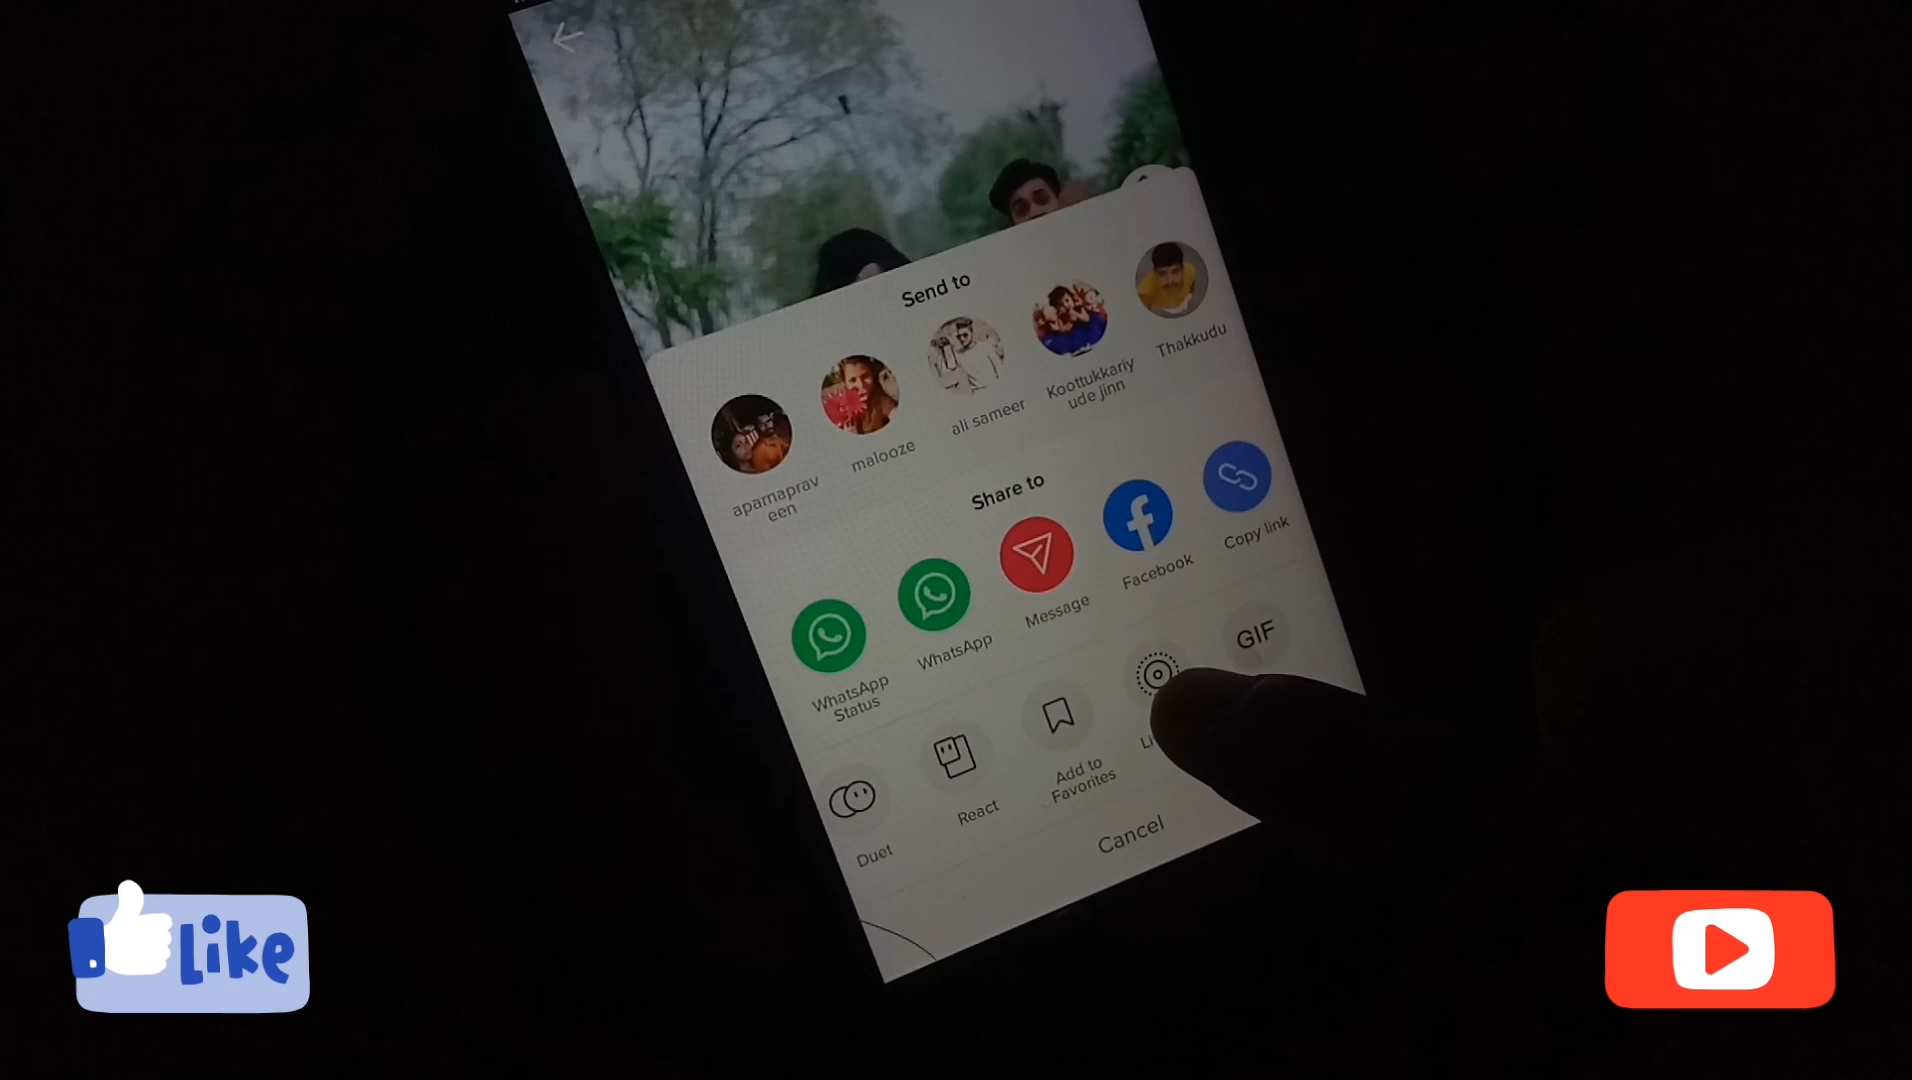 Send to
aparnaprav
een
malooze
ali sameer
Koottukkariy
ude jinn
Thakkudu
Share to
WhatsApp
Status
WhatsApp
Message
Facebook
Copy link
Duet
React
Add to
Favorites
GIF
Cancel
Like